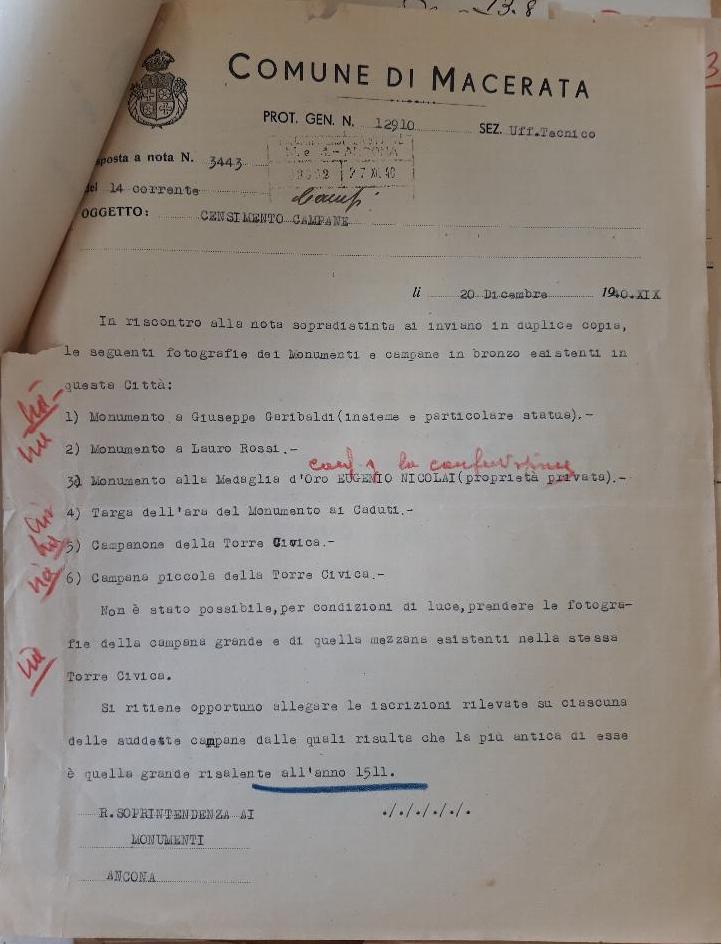 13.8
COMUNE DI MACERATA
PROT. GEN. N. 12910 SEZ. Uff.Tecnico
sposta a nota N. 3443
del 14 corrente
ANCONA
27 XII 40
OGGETTO: CENSIMENTO CAMPANE
lì 20 Dicembre 1940.XIX
In riscontro alla nota sopradistinta si inviano in duplice copia,
le seguenti fotografie dei Monumenti e campane in bronzo esistenti in
questa Città:
1) Monumento a Giuseppe Garibaldi(insieme e particolare statua).-
2) Monumento a Lauro Rossi.-
3) Monumento alla Medaglia d'Oro EUGENIO NICOLAI(proprietà privata).-
4) Targa dell'ara del Monumento ai Caduti.-
5) Campanone della Torre Civica.-
6) Campana piccola della Torre Civica.-
Non è stato possibile,per condizioni di luce,prendere le fotogra-
fie della campana grande e di quella mezzana esistenti nella stessa
Torre Civica.
Si ritiene opportuno allegare le iscrizioni rilevate su ciascuna
delle suddette campane dalle quali risulta che la più antica di esse
è quella grande risalente all'anno 1511.
R.SOPRINTENDENZA AI ./././././.
MONUMENTI
ANCONA